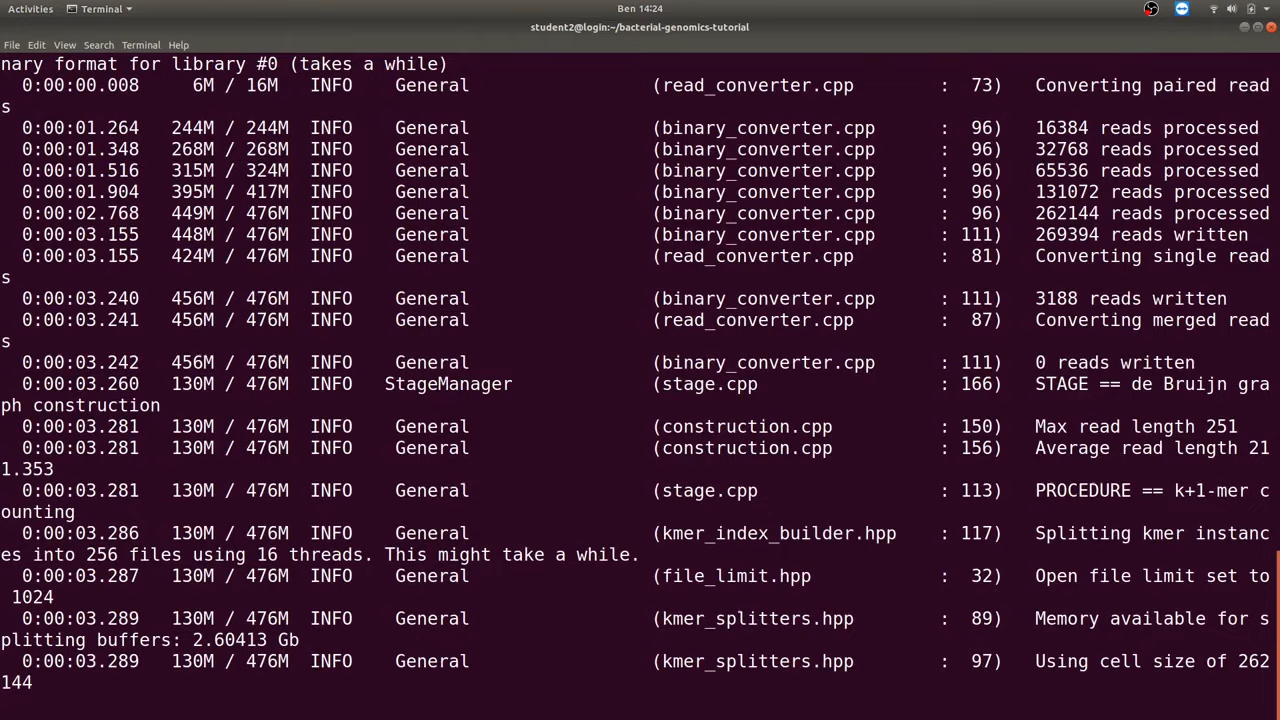 Activities Terminal Ben 14:24
student2@login:~/bacterial-genomics-tutorial
File Edit View Search Terminal Help
nary format for library #0 (takes a while)
0:00:00.008 6M / 16M INFO General (read_converter.cpp : 73) Converting paired read
s
0:00:01.264 244M / 244M INFO General (binary_converter.cpp : 96) 16384 reads processed
0:00:01.348 268M / 268M INFO General (binary_converter.cpp : 96) 32768 reads processed
0:00:01.516 315M / 324M INFO General (binary_converter.cpp : 96) 65536 reads processed
0:00:01.904 395M / 417M INFO General (binary_converter.cpp : 96) 131072 reads processed
0:00:02.768 449M / 476M INFO General (binary_converter.cpp : 96) 262144 reads processed
0:00:03.155 448M / 476M INFO General (binary_converter.cpp : 111) 269394 reads written
0:00:03.155 424M / 476M INFO General (read_converter.cpp : 81) Converting single read
s
0:00:03.240 456M / 476M INFO General (binary_converter.cpp : 111) 3188 reads written
0:00:03.241 456M / 476M INFO General (read_converter.cpp : 87) Converting merged read
s
0:00:03.242 456M / 476M INFO General (binary_converter.cpp : 111) 0 reads written
0:00:03.260 130M / 476M INFO StageManager (stage.cpp : 166) STAGE == de Bruijn gra
ph construction
0:00:03.281 130M / 476M INFO General (construction.cpp : 150) Max read length 251
0:00:03.281 130M / 476M INFO General (construction.cpp : 156) Average read length 21
1.353
0:00:03.281 130M / 476M INFO General (stage.cpp : 113) PROCEDURE == k+1-mer c
ounting
0:00:03.286 130M / 476M INFO General (kmer_index_builder.hpp : 117) Splitting kmer instanc
es into 256 files using 16 threads. This might take a while.
0:00:03.287 130M / 476M INFO General (file_limit.hpp : 32) Open file limit set to
1024
0:00:03.289 130M / 476M INFO General (kmer_splitters.hpp : 89) Memory available for s
plitting buffers: 2.60413 Gb
0:00:03.289 130M / 476M INFO General (kmer_splitters.hpp : 97) Using cell size of 262
144